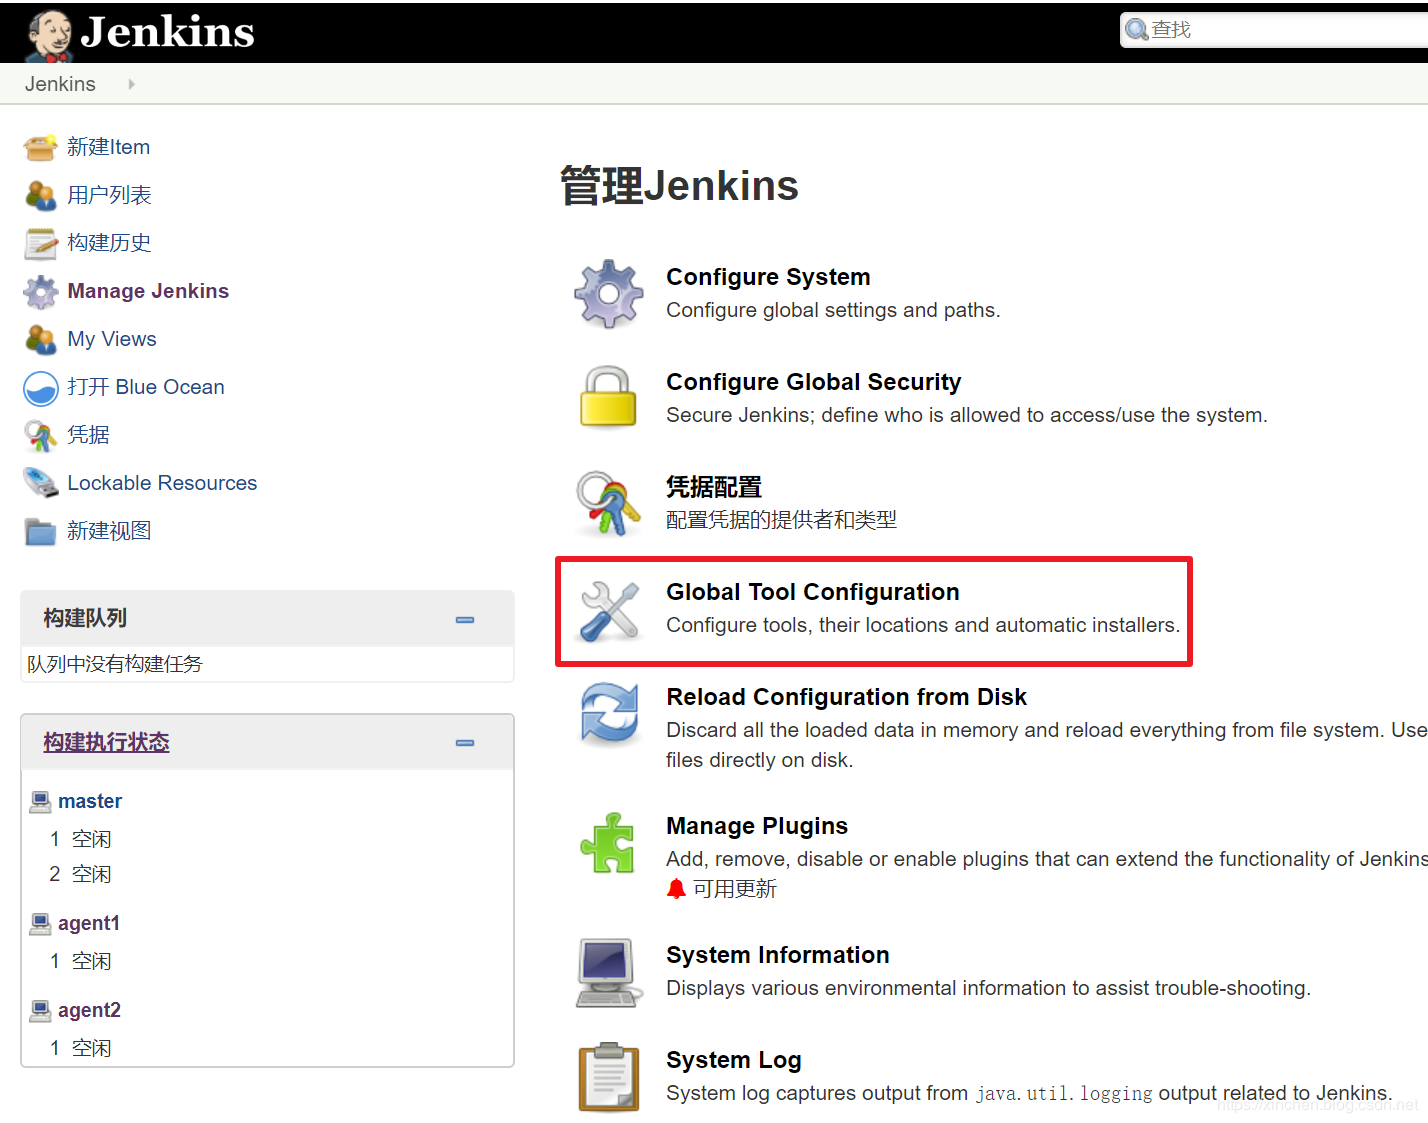 Jenkins
查找
Jenkins
新建Item
用户列表
构建历史
Manage Jenkins
My Views
打开 Blue Ocean
凭据
Lockable Resources
新建视图
构建队列
队列中没有构建任务
构建执行状态
master
1 空闲
2 空闲
agent1
1 空闲
agent2
1 空闲
管理Jenkins
Configure System
Configure global settings and paths.
Configure Global Security
Secure Jenkins; define who is allowed to access/use the system.
凭据配置
配置凭据的提供者和类型
Global Tool Configuration
Configure tools, their locations and automatic installers.
Reload Configuration from Disk
Discard all the loaded data in memory and reload everything from file system. Use
files directly on disk.
Manage Plugins
Add, remove, disable or enable plugins that can extend the functionality of Jenkins
可用更新
System Information
Displays various environmental information to assist trouble-shooting.
System Log
System log captures output from java.util.logging output related to Jenkins.
https://xinchen.blog.csdn.net